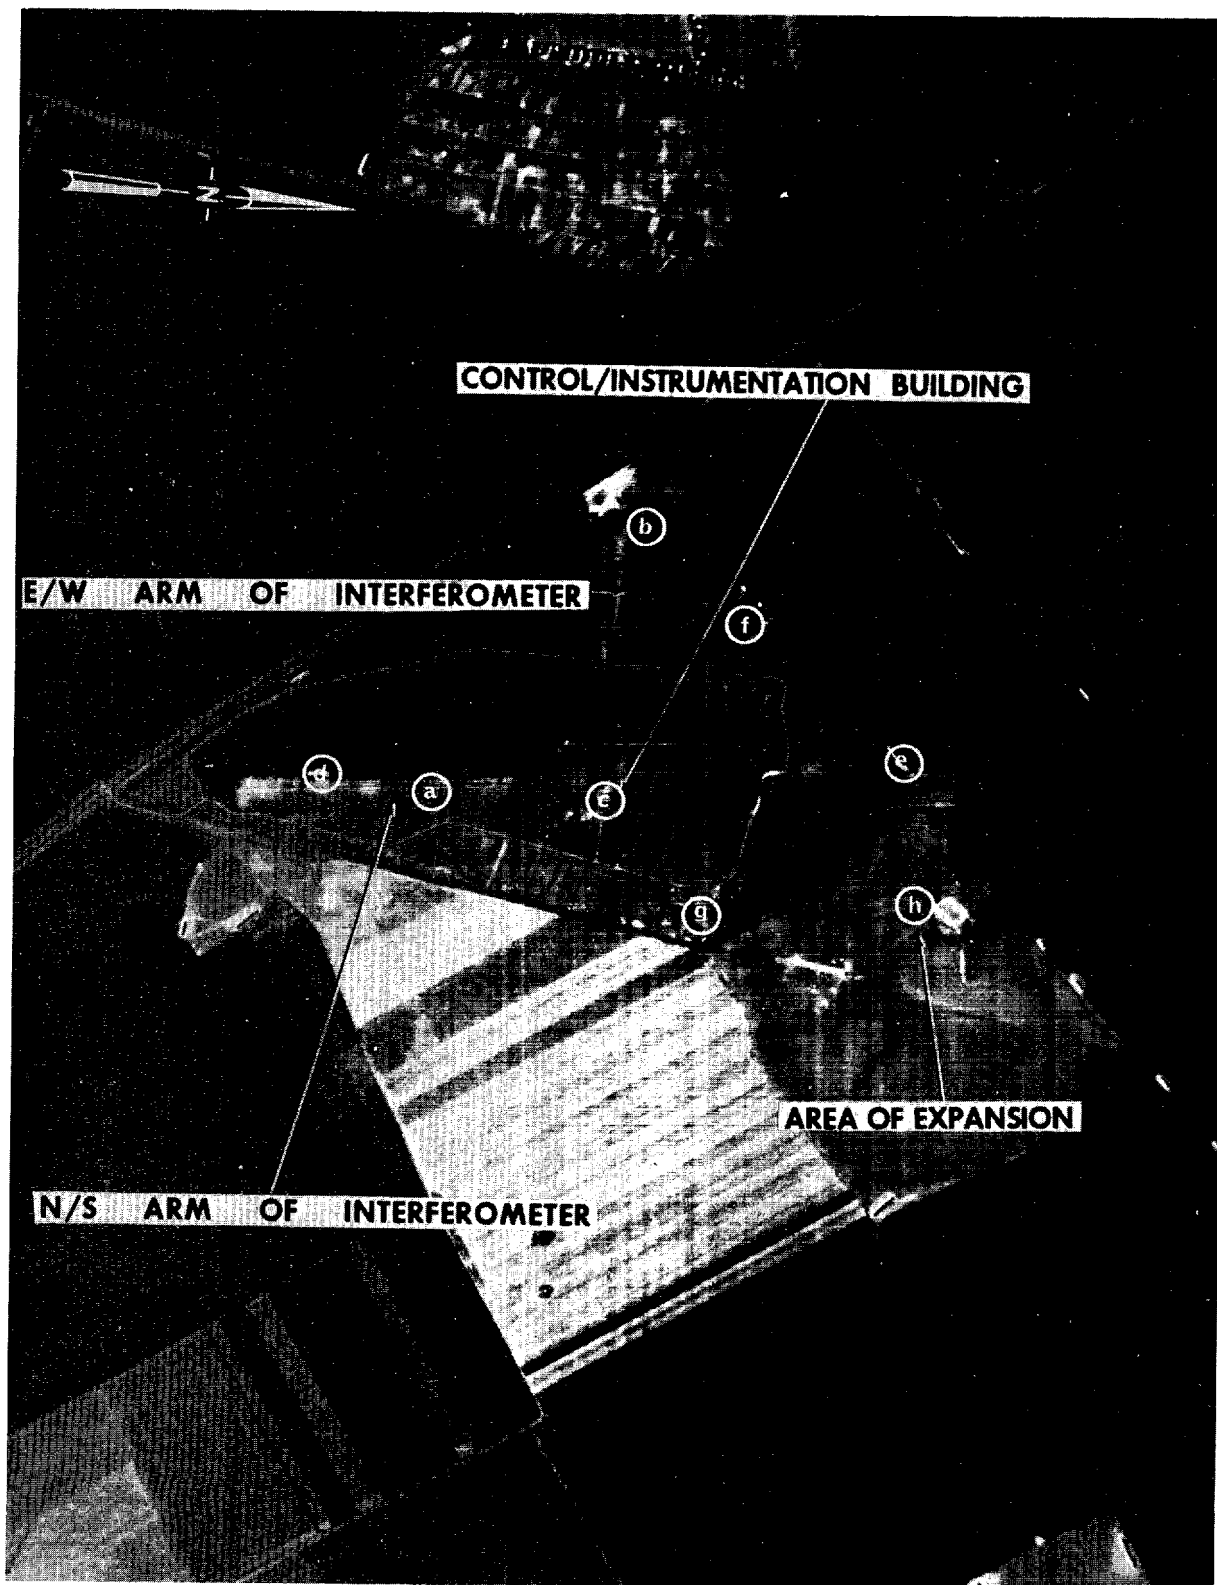 N
CONTROL/INSTRUMENTATION BUILDING
b
E/W ARM OF INTERFEROMETER
f
d
a
c
e
g
h
AREA OF EXPANSION
N/S ARM OF INTERFEROMETER